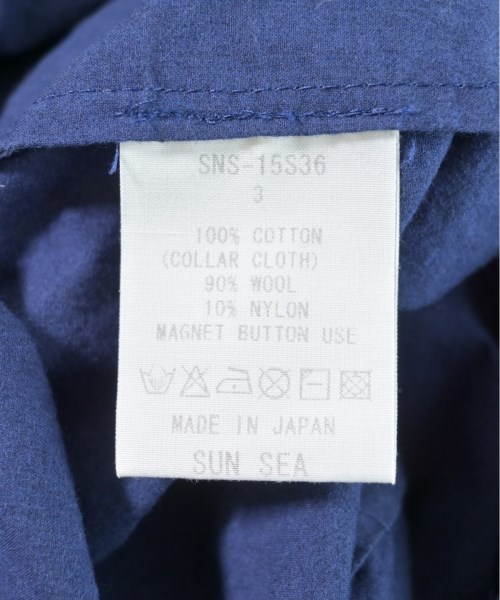 SNS-15S36
3
100% COTTON
(COLLAR CLOTH)
90% WOOL
10% NYLON
MAGNET BUTTON USE
MADE IN JAPAN
SUN SEA